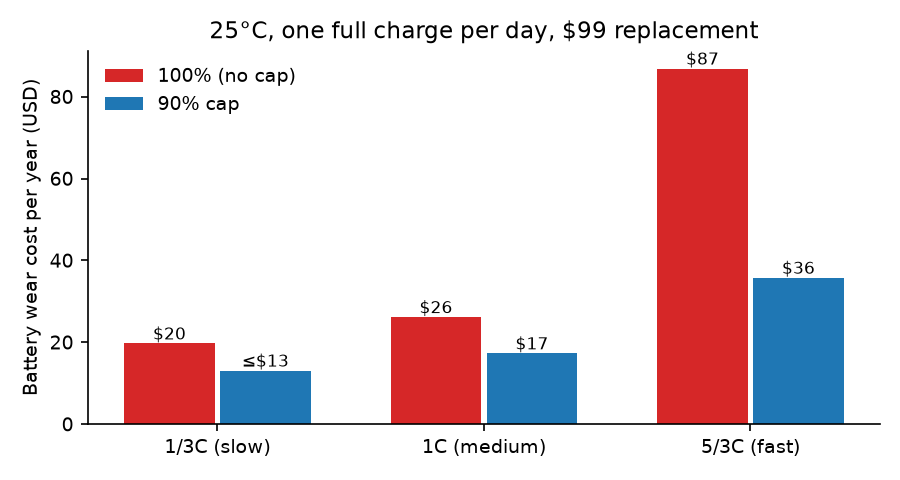 25°C, one full charge per day, $99 replacement
Battery wear cost per year (USD)
100% (no cap)
90% cap
80
60
40
20
0
$20
≤$13
$26
$17
$87
$36
1/3C (slow)
1C (medium)
5/3C (fast)